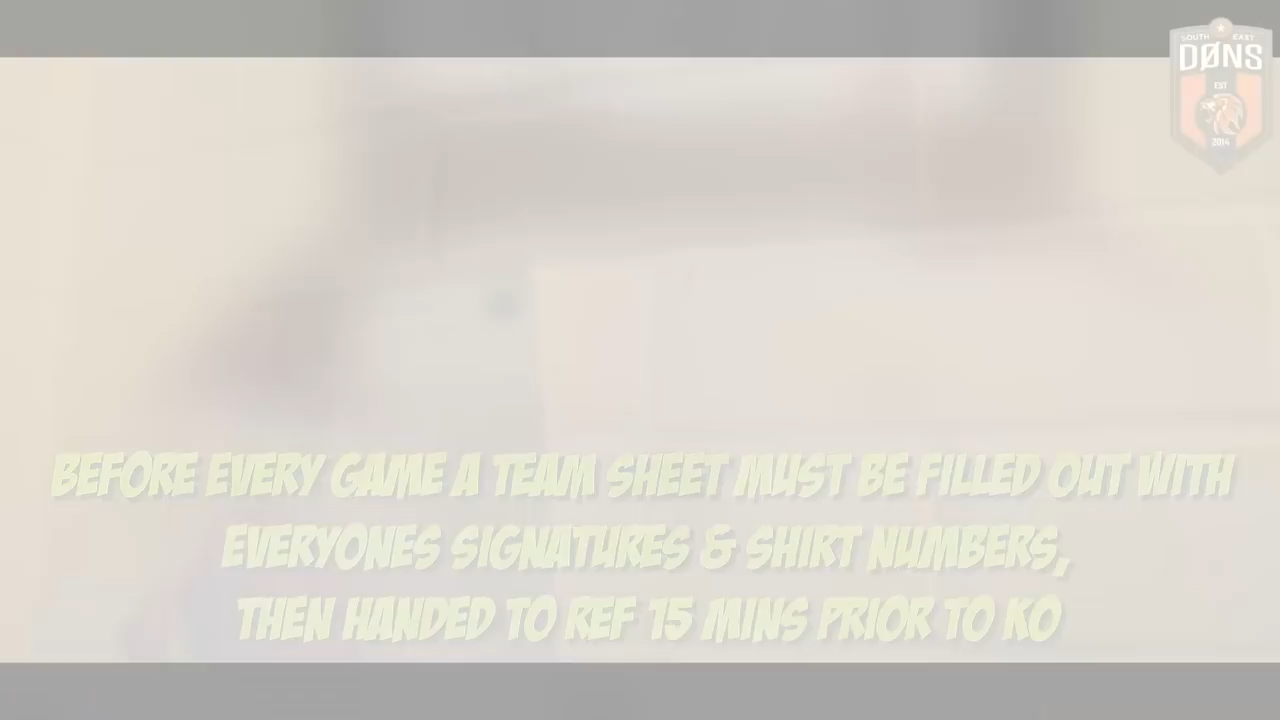 SOUTH EAST
DØNS
EST
2014
BEFORE EVERY GAME A TEAM SHEET MUST BE FILLED OUT WITH
EVERYONES SIGNATURES & SHIRT NUMBERS,
THEN HANDED TO REF 15 MINS PRIOR TO KO